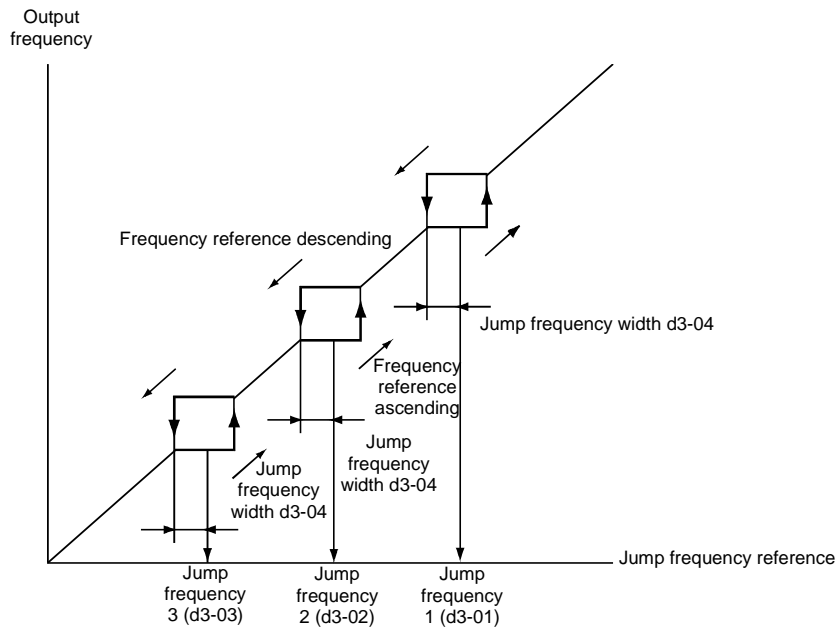 Output
frequency
Frequency reference descending
Jump frequency width d3-04
Frequency
reference
ascending
Jump
frequency
width d3-04
Jump
frequency
width d3-04
Jump frequency reference
Jump
frequency
3 (d3-03)
Jump
frequency
2 (d3-02)
Jump
frequency
1 (d3-01)